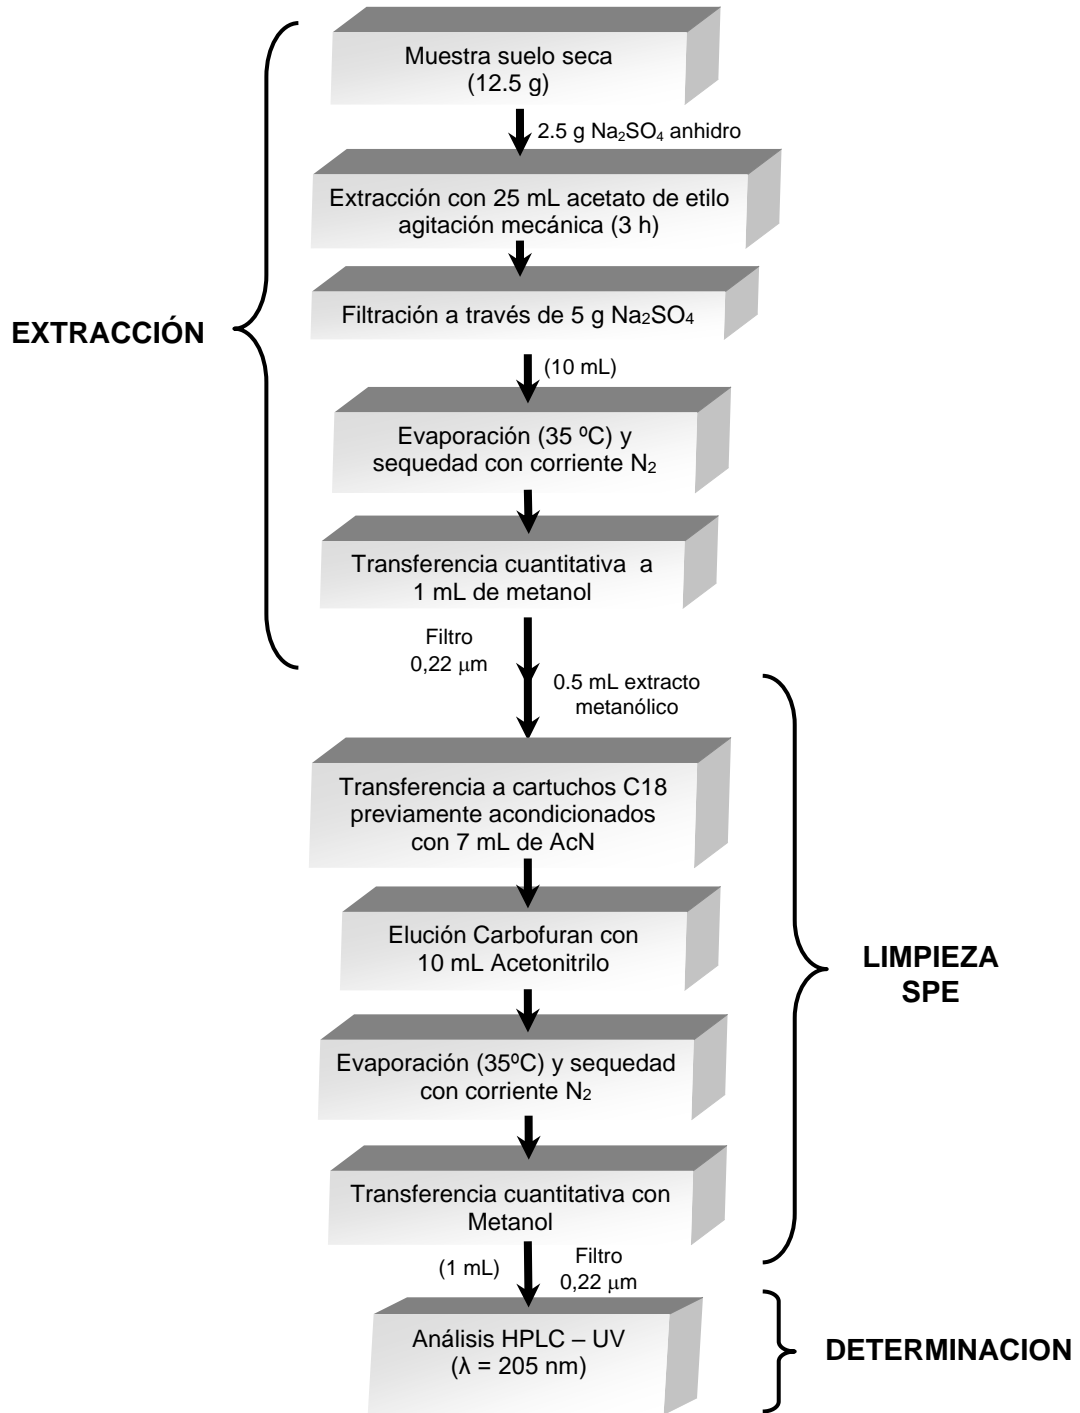 Muestra suelo seca
(12.5 g)
2.5 g Na₂SO₄ anhidro
Extracción con 25 mL acetato de etilo
agitación mecánica (3 h)
Filtración a través de 5 g Na₂SO₄
EXTRACCIÓN
(10 mL)
Evaporación (35 ºC) y
sequedad con corriente N₂
Transferencia cuantitativa a
1 mL de metanol
Filtro
0,22 μm
0.5 mL extracto
metanólico
Transferencia a cartuchos C18
previamente acondicionados
con 7 mL de AcN
Elución Carbofuran con
10 mL Acetonitrilo
LIMPIEZA
SPE
Evaporación (35ºC) y sequedad
con corriente N₂
Transferencia cuantitativa con
Metanol
(1 mL)
Filtro
0,22 μm
Análisis HPLC – UV
(λ = 205 nm)
DETERMINACION